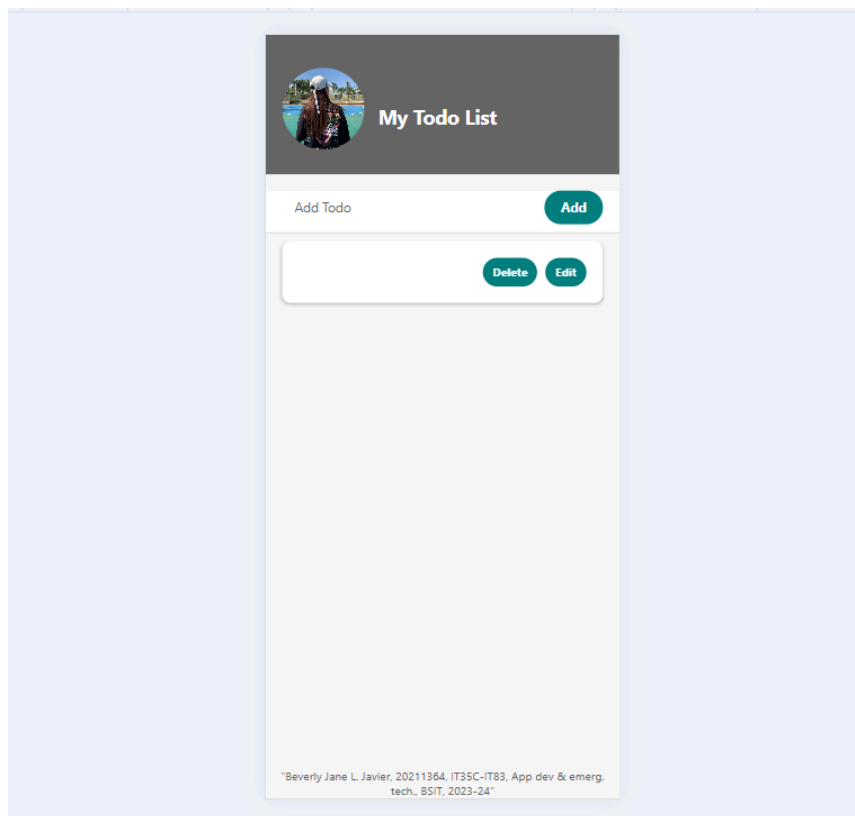 My Todo List
Add Todo
Add
Delete
Edit
"Beverly Jane L. Javier, 20211364, IT35C-IT83, App dev & emerg.
tech., BSIT, 2023-24"